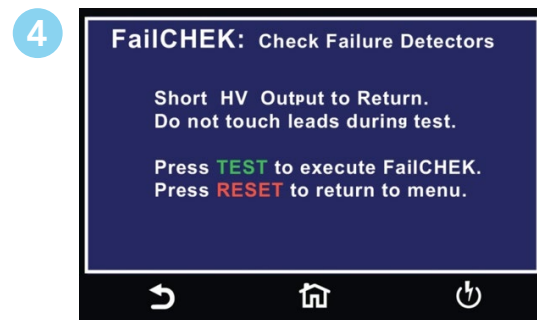 4
FailCHEK: Check Failure Detectors
Short HV Output to Return.
Do not touch leads during test.
Press TEST to execute FailCHEK.
Press RESET to return to menu.